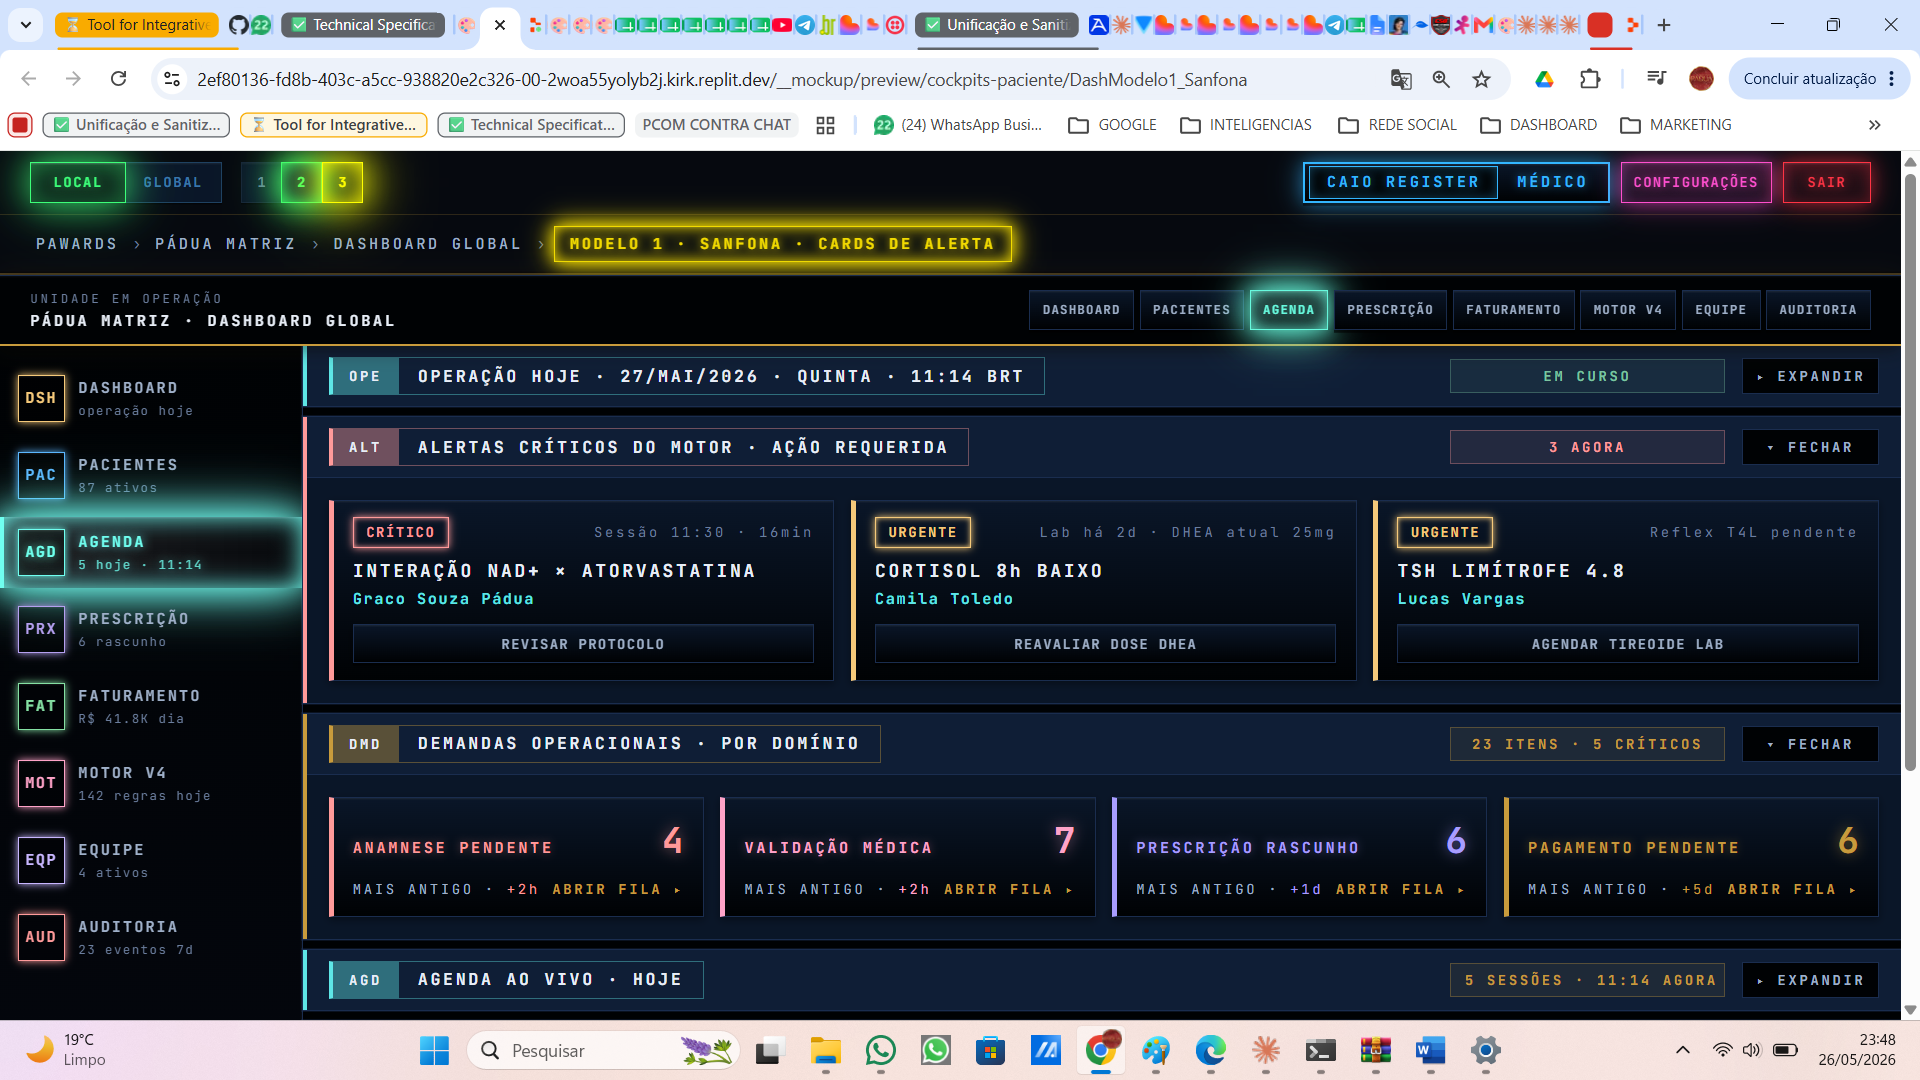 Tool for Integrative
22
✅ Technical Specifica
✅ Unificação e Saniti
2ef80136-fd8b-403c-a5cc-938820e2c326-00-2woa55yolyb2j.kirk.replit.dev/__mockup/preview/cockpits-paciente/DashModelo1_Sanfona
Concluir atualização
✅ Unificação e Sanitiz...
⏳ Tool for Integrative...
✅ Technical Specificat...
PCOM CONTRA CHAT
22 (24) WhatsApp Busi...
GOOGLE
INTELIGENCIAS
REDE SOCIAL
DASHBOARD
MARKETING
»
LOCAL GLOBAL 1 2 3
CAIO REGISTER MÉDICO CONFIGURAÇÕES SAIR
PAWARDS › PÁDUA MATRIZ › DASHBOARD GLOBAL › MODELO 1 · SANFONA · CARDS DE ALERTA
UNIDADE EM OPERAÇÃO
PÁDUA MATRIZ · DASHBOARD GLOBAL
DASHBOARD PACIENTES AGENDA PRESCRIÇÃO FATURAMENTO MOTOR V4 EQUIPE AUDITORIA
DSH DASHBOARD
operação hoje
PAC PACIENTES
87 ativos
AGD AGENDA
5 hoje · 11:14
PRX PRESCRIÇÃO
6 rascunho
FAT FATURAMENTO
R$ 41.8K dia
MOT MOTOR V4
142 regras hoje
EQP EQUIPE
4 ativos
AUD AUDITORIA
23 eventos 7d
OPE OPERAÇÃO HOJE · 27/MAI/2026 · QUINTA · 11:14 BRT EM CURSO ▸ EXPANDIR
ALT ALERTAS CRÍTICOS DO MOTOR · AÇÃO REQUERIDA 3 AGORA ▾ FECHAR
CRÍTICO Sessão 11:30 · 16min
INTERAÇÃO NAD+ × ATORVASTATINA
Graco Souza Pádua
REVISAR PROTOCOLO
URGENTE Lab há 2d · DHEA atual 25mg
CORTISOL 8h BAIXO
Camila Toledo
REAVALIAR DOSE DHEA
URGENTE Reflex T4L pendente
TSH LIMÍTROFE 4.8
Lucas Vargas
AGENDAR TIREOIDE LAB
DMD DEMANDAS OPERACIONAIS · POR DOMÍNIO 23 ITENS · 5 CRÍTICOS ▾ FECHAR
ANAMNESE PENDENTE 4
MAIS ANTIGO · +2h ABRIR FILA ▸
VALIDAÇÃO MÉDICA 7
MAIS ANTIGO · +2h ABRIR FILA ▸
PRESCRIÇÃO RASCUNHO 6
MAIS ANTIGO · +1d ABRIR FILA ▸
PAGAMENTO PENDENTE 6
MAIS ANTIGO · +5d ABRIR FILA ▸
AGD AGENDA AO VIVO · HOJE 5 SESSÕES · 11:14 AGORA ▸ EXPANDIR
19°C
Limpo
Pesquisar
23:48
26/05/2026